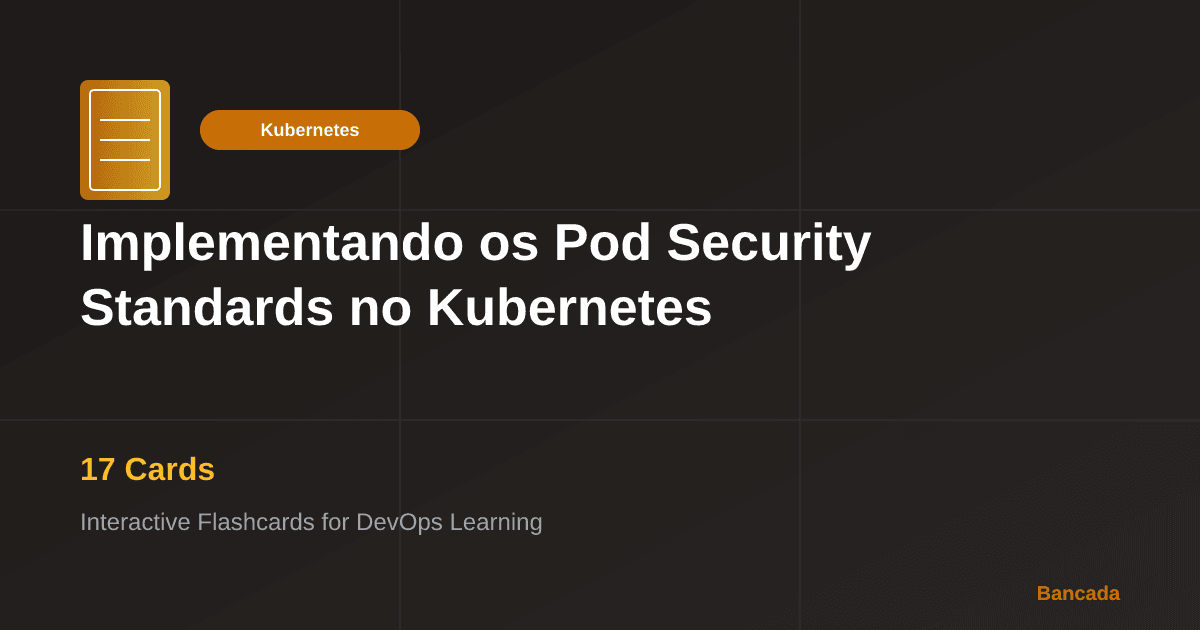 Kubernetes
Implementando os Pod Security
Standards no Kubernetes
17 Cards
Interactive Flashcards for DevOps Learning
Bancada